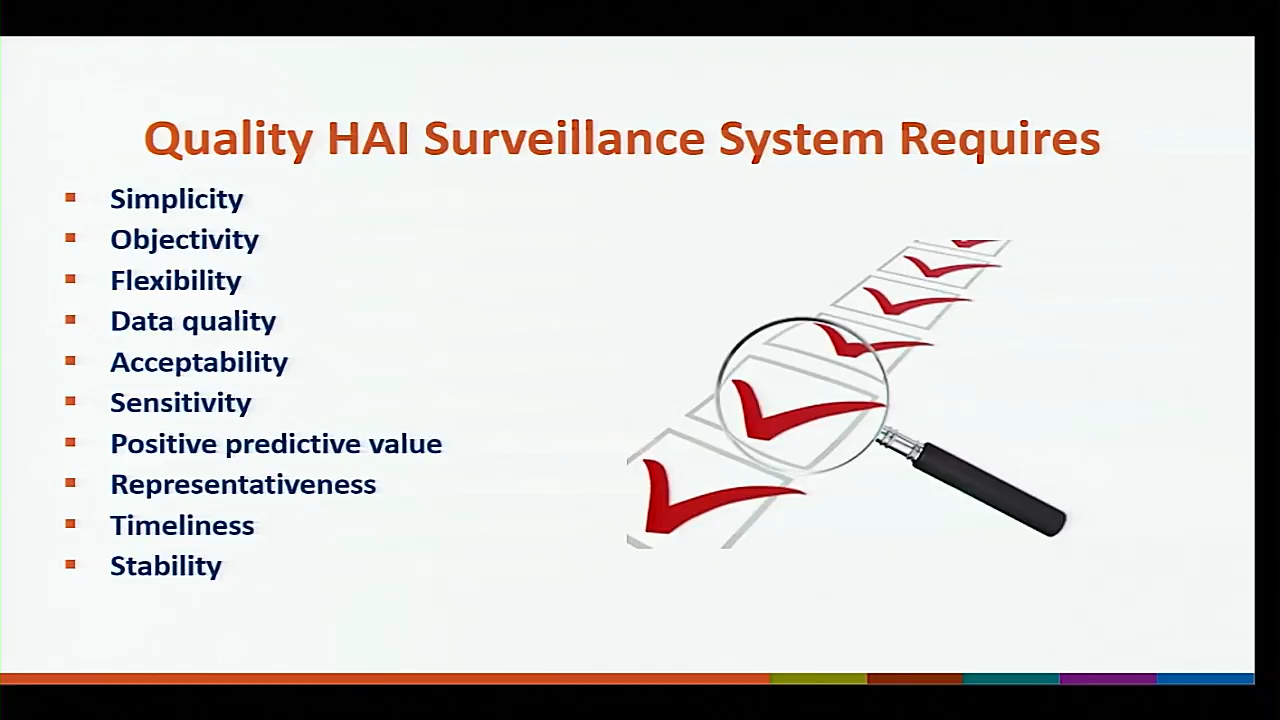 Quality HAI Surveillance System Requires
Simplicity
Objectivity
Flexibility
Data quality
Acceptability
Sensitivity
Positive predictive value
Representativeness
Timeliness
Stability